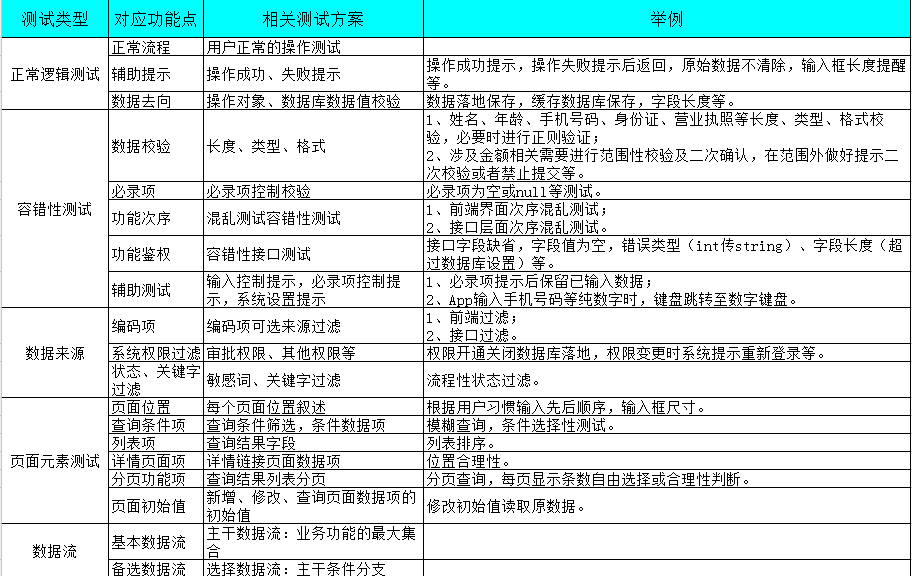 测试类型 对应功能点 相关测试方案 举例
正常逻辑测试
正常流程 用户正常的操作测试
辅助提示 操作成功、失败提示 操作成功提示，操作失败提示后返回，原始数据不清除，输入框长度提醒
等。
数据去向 操作对象、数据库数据值校验 数据落地保存，缓存数据库保存，字段长度等。
容错性测试
数据校验 长度、类型、格式
1、姓名、年龄、手机号码、身份证、营业执照等长度、类型、格式校
验，必要时进行正则验证；
2、涉及金额相关需要进行范围性校验及二次确认，在范围外做好提示二
次校验或者禁止提交等。
必录项 必录项控制校验 必录项为空或null等测试。
功能次序 混乱测试容错性测试
1、前端界面次序混乱测试；
2、接口层面次序混乱测试。
功能鉴权 容错性接口测试
接口字段缺省，字段值为空，错误类型（int传string）、字段长度（超
过数据库设置）等。
辅助测试
输入控制提示，必录项控制提
示，系统设置提示
1、必录项提示后保留已输入数据；
2、App输入手机号码等纯数字时，键盘跳转至数字键盘。
数据来源
编码项 编码项可选来源过滤
1、前端过滤；
2、接口过滤。
系统权限过滤 审批权限、其他权限等 权限开通关闭数据库落地，权限变更时系统提示重新登录等。
状态、关键字
过滤
敏感词、关键字过滤 流程性状态过滤。
页面元素测试
页面位置 每个页面位置叙述 根据用户习惯输入先后顺序，输入框尺寸。
查询条件项 查询条件筛选，条件数据项 模糊查询，条件选择性测试。
列表项 查询结果字段 列表排序。
详情页面项 详情链接页面数据项 位置合理性。
分页功能项 查询结果列表分页 分页查询，每页显示条数自由选择或合理性判断。
页面初始值
新增、修改、查询页面数据项的
初始值
修改初始值读取原数据。
数据流
基本数据流
主干数据流：业务功能的最大集
合
备选数据流 选择数据流：主干条件分支